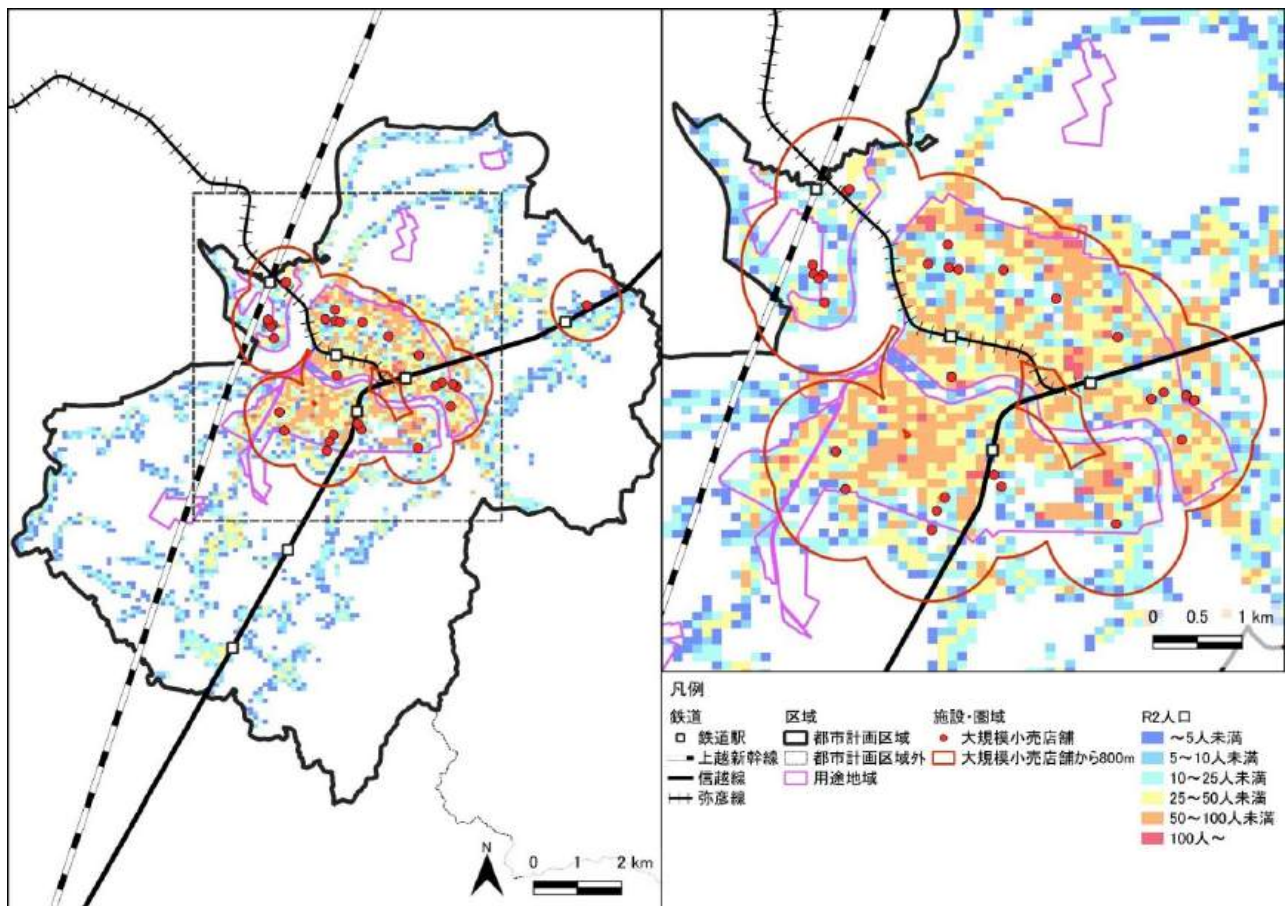 N
0 1 2 km
0 0.5 1 km
凡例
鉄道
鉄道駅
上越新幹線
信越線
弥彦線
区域
都市計画区域
都市計画区域外
用途地域
施設・圏域
大規模小売店舗
大規模小売店舗から800m
R2人口
～5人未満
5～10人未満
10～25人未満
25～50人未満
50～100人未満
100人～